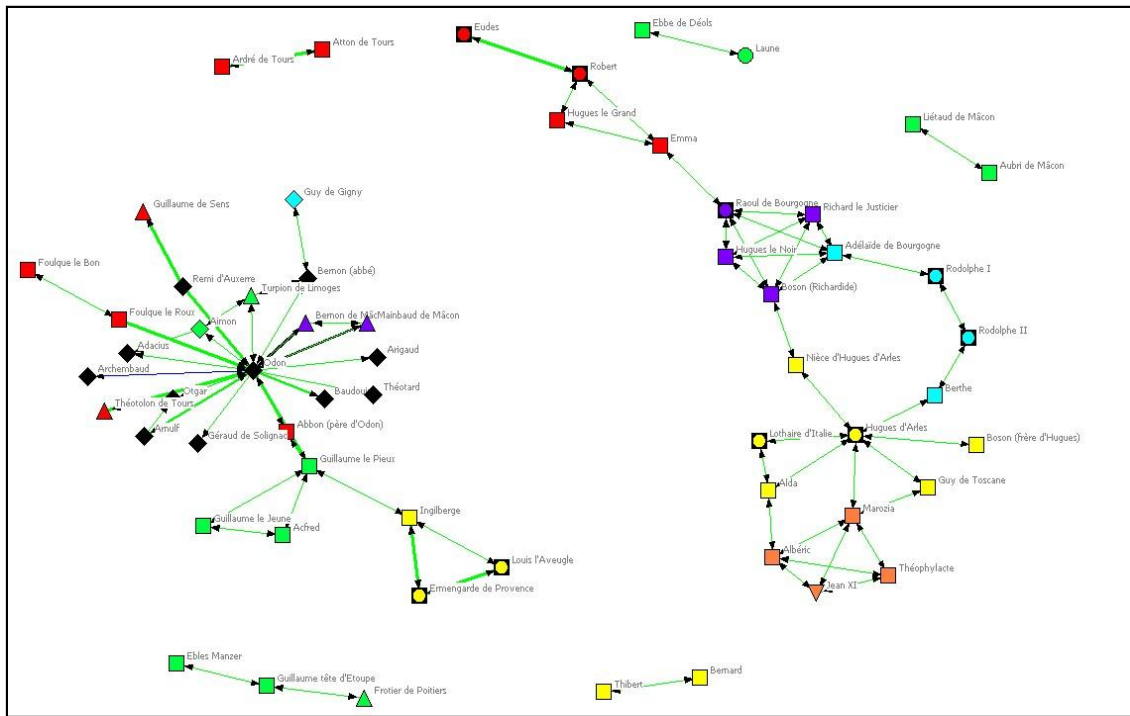 Eudes
Ebbe de Déols
Atton de Tours
Ardré de Tours
Laune
Robert
Hugues le Grand
Liétaud de Mâcon
Emma
Aubri de Mâcon
Guy de Gigny
Guillaume de Sens
Raoul de Bourgogne
Richard le Justicier
Hugues le Noir
Adélaïde de Bourgogne
Foulque le Bon
Bernon (abbé)
Rodolphe I
Remi d'Auxerre
Turpion de Limoges
Boson (Richardide)
Foulque le Roux
Aimon
Bernon de Mâc
Mainbaud de Mâcon
Rodolphe II
Adacius
Odon
Arigaud
Nièce d'Hugues d'Arles
Archembaud
Otgar
Baudouin
Théotard
Berthe
Théotolon de Tours
Arnulf
Géraud de Solignac
Abbon (père d'Odon)
Lothaire d'Italie
Hugues d'Arles
Boson (frère d'Hugues)
Guillaume le Pieux
Alda
Guy de Toscane
Ingilberge
Marozia
Guillaume le Jeune
Acfred
Louis l'Aveugle
Albéric
Théophylacte
Ermengarde de Provence
Jean XI
Ebles Manzer
Guillaume tête d'Etoupe
Frotier de Poitiers
Bernard
Thibert